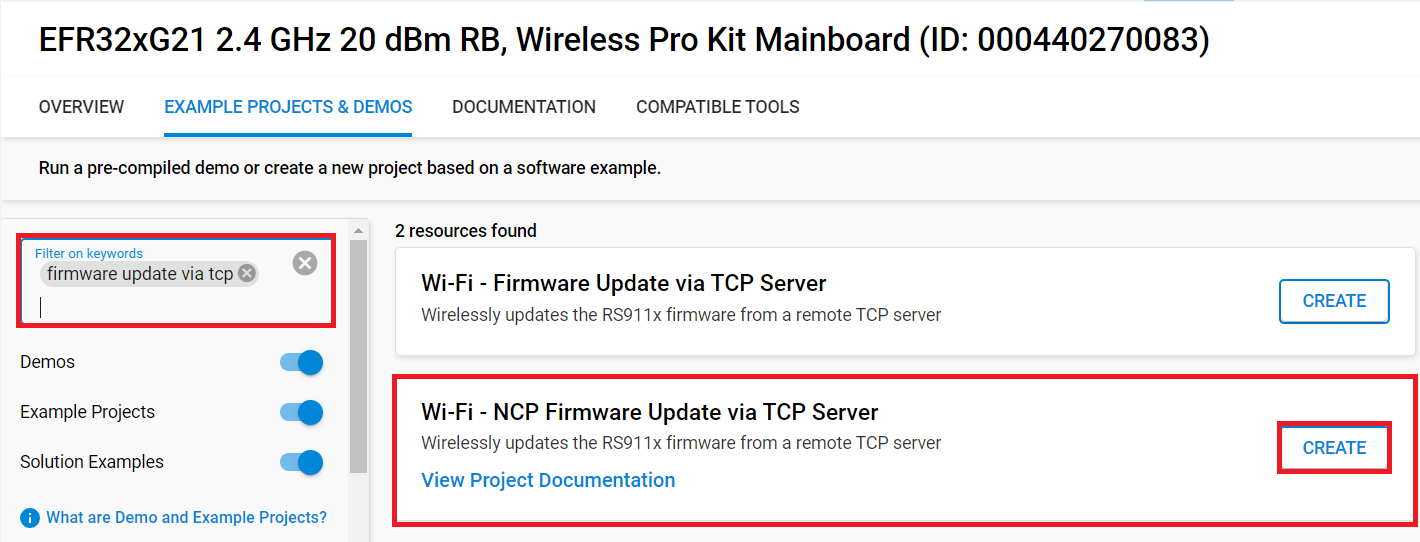 EFR32xG21 2.4 GHz 20 dBm RB, Wireless Pro Kit Mainboard (ID: 000440270083)
OVERVIEW EXAMPLE PROJECTS & DEMOS DOCUMENTATION COMPATIBLE TOOLS
Run a pre-compiled demo or create a new project based on a software example.
Filter on keywords
firmware update via tcp
Demos
Example Projects
Solution Examples
What are Demo and Example Projects?
2 resources found
Wi-Fi - Firmware Update via TCP Server
Wirelessly updates the RS911x firmware from a remote TCP server
CREATE
Wi-Fi - NCP Firmware Update via TCP Server
Wirelessly updates the RS911x firmware from a remote TCP server
View Project Documentation
CREATE